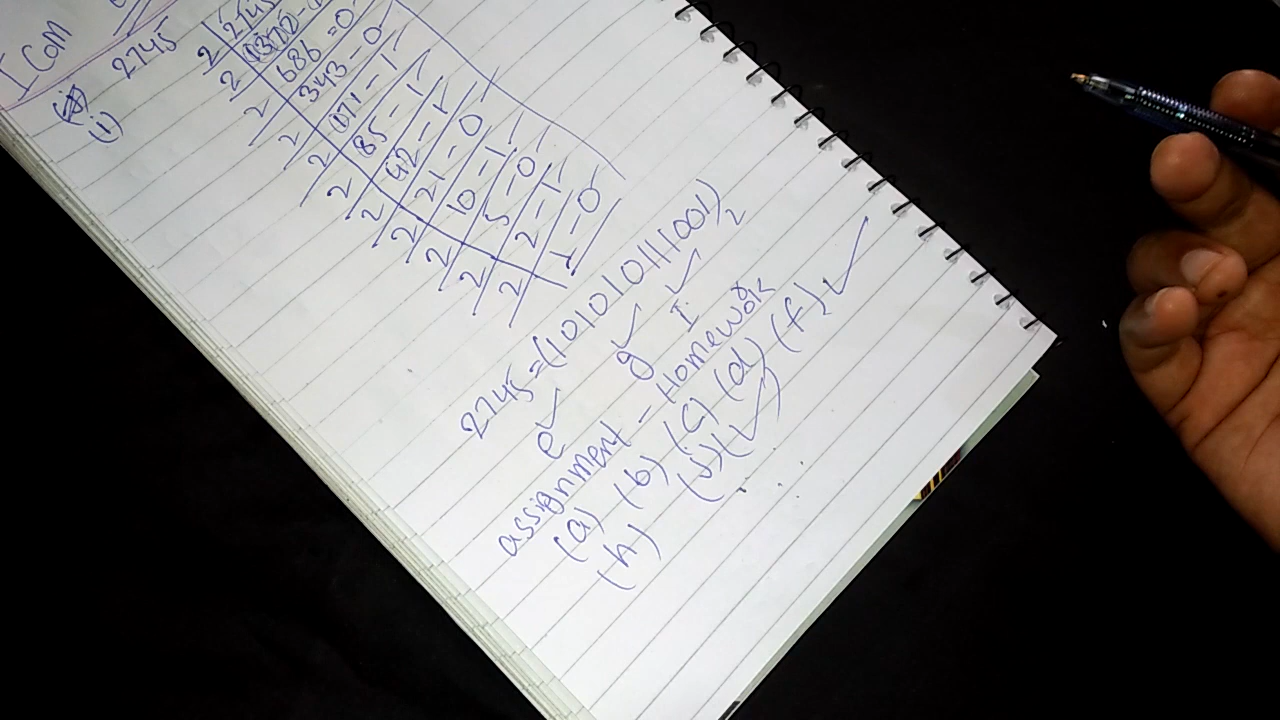 I Com
(i) 2745
2 | 2745
2 | 1372 -
2 | 686 - 0
2 | 343 - 0
2 | 171 - 1
2 | 85 - 1
2 | 42 - 1
2 | 21 - 0
2 | 10 - 1
2 | 5 - 0
2 | 2 - 1
1 - 0
2745 = (101010111001)2
e g I
assignment - Homework
(a) (b) (c) (d) (f)
(h) (j)